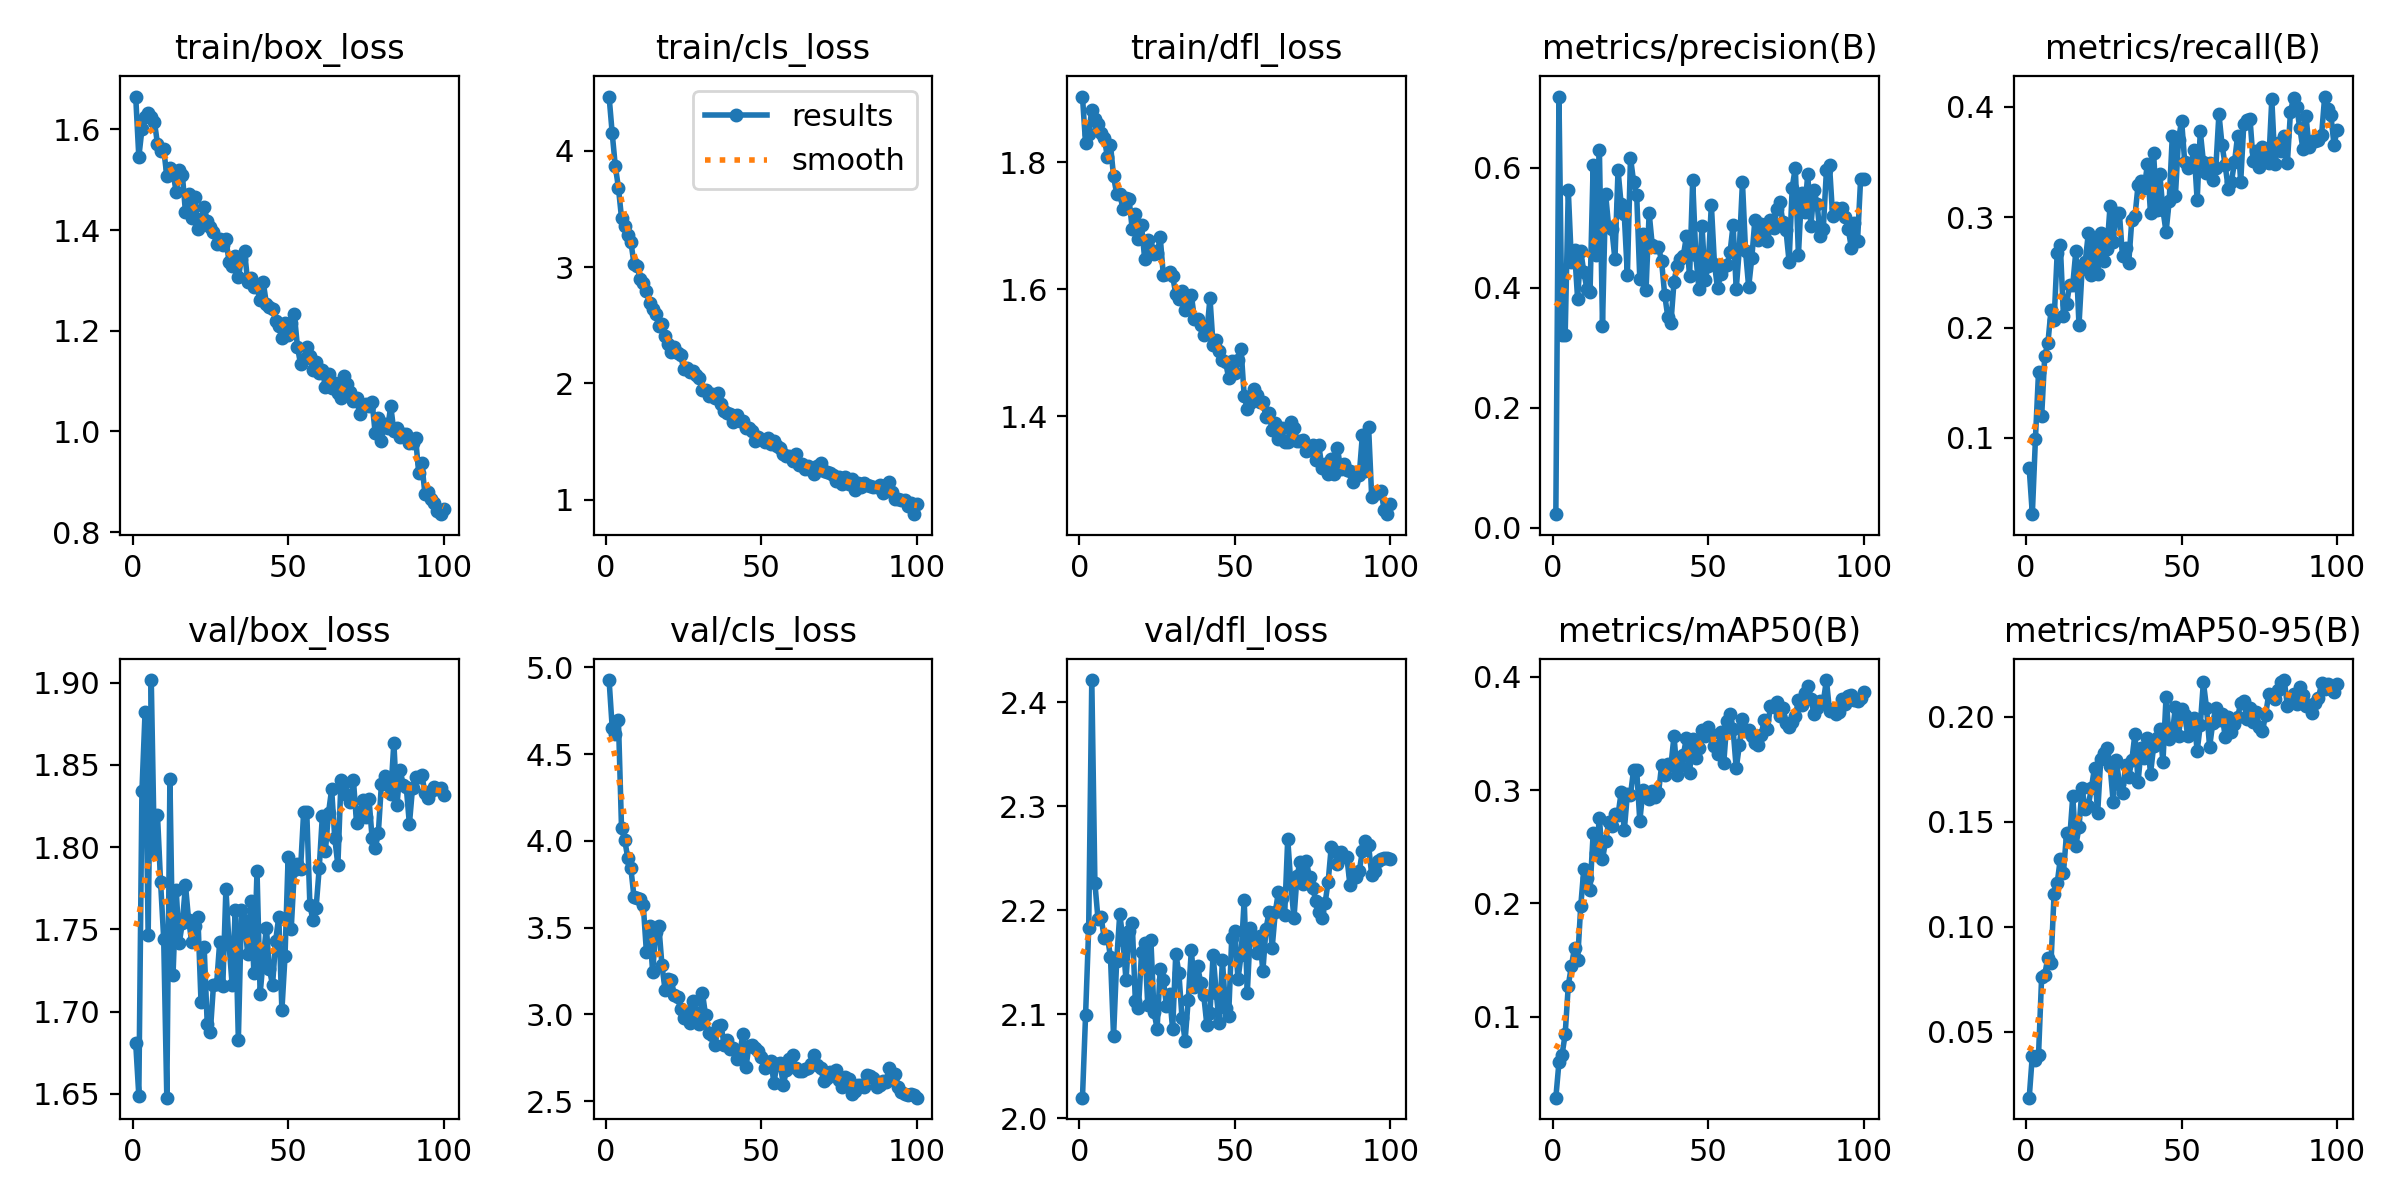 train/box_loss
1.6
1.4
1.2
1.0
0.8
0 50 100
train/cls_loss
results
smooth
4
3
2
1
0 50 100
train/dfl_loss
1.8
1.6
1.4
0 50 100
metrics/precision(B)
0.6
0.4
0.2
0.0
0 50 100
metrics/recall(B)
0.4
0.3
0.2
0.1
0 50 100
val/box_loss
1.90
1.85
1.80
1.75
1.70
1.65
0 50 100
val/cls_loss
5.0
4.5
4.0
3.5
3.0
2.5
0 50 100
val/dfl_loss
2.4
2.3
2.2
2.1
2.0
0 50 100
metrics/mAP50(B)
0.4
0.3
0.2
0.1
0 50 100
metrics/mAP50-95(B)
0.20
0.15
0.10
0.05
0 50 100